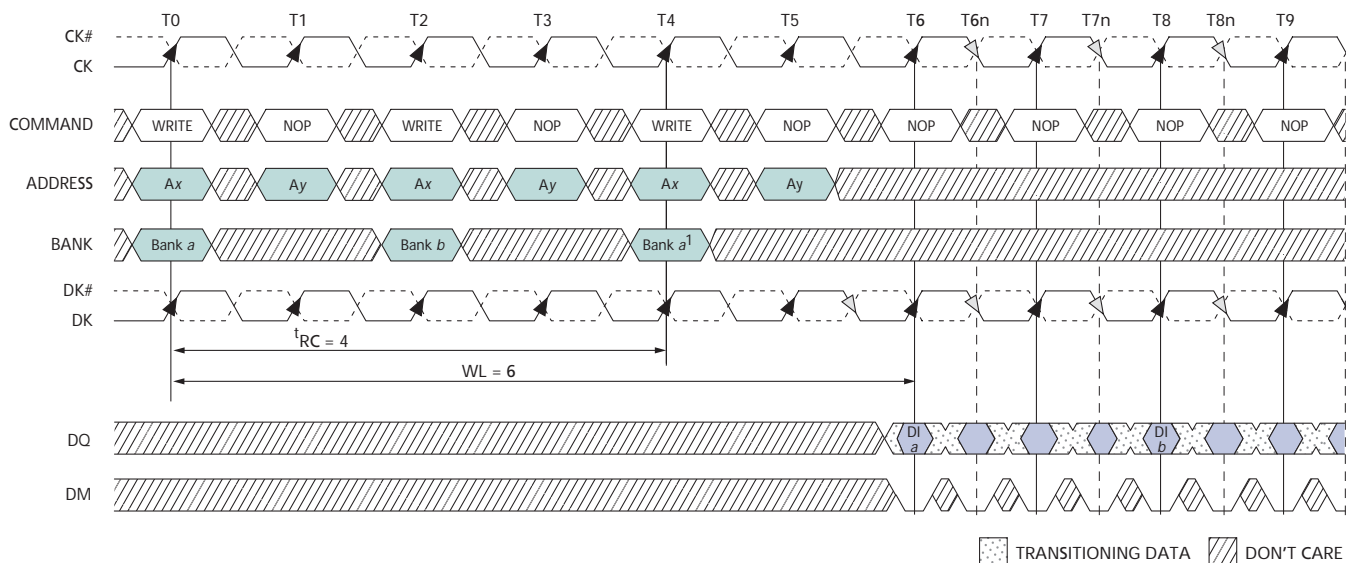 T0 T1 T2 T3 T4 T5 T6 T6n T7 T7n T8 T8n T9
CK#
CK
COMMAND WRITE NOP WRITE NOP WRITE NOP NOP NOP NOP NOP
ADDRESS Ax Ay Ax Ay Ax Ay
BANK Bank a Bank b Bank a1
DK#
DK
tRC = 4
WL = 6
DQ DI a DI b
DM
TRANSITIONING DATA DON'T CARE